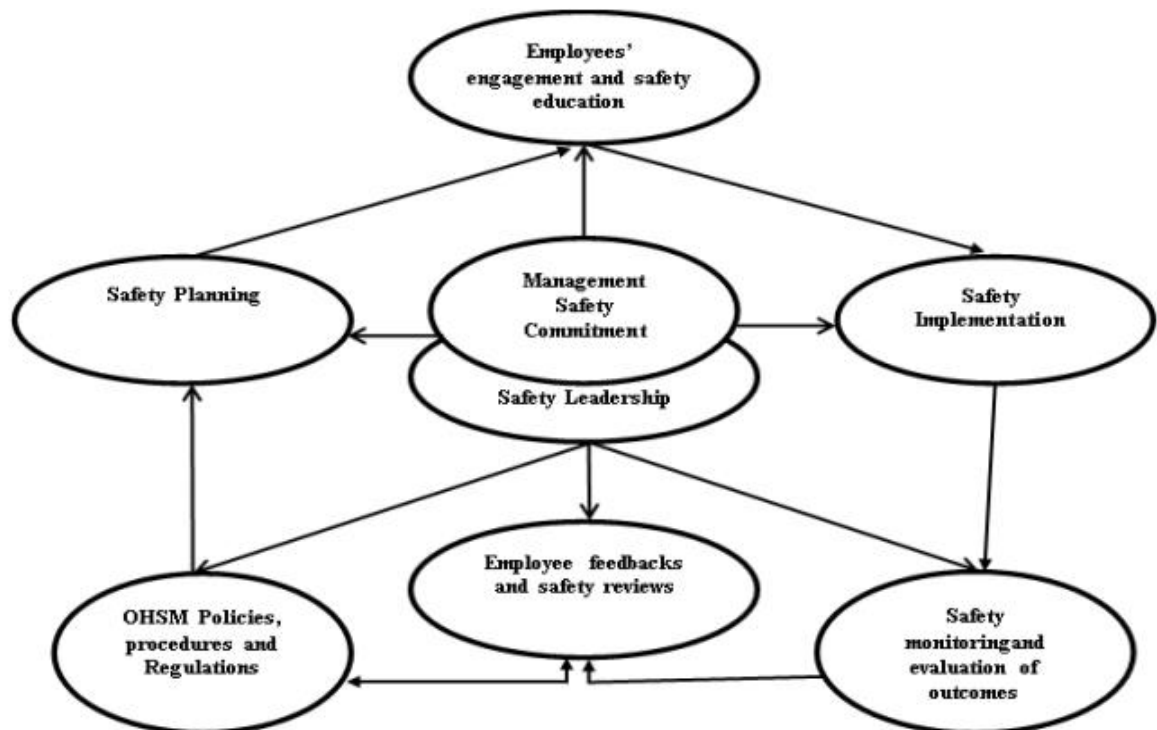 Employees'
engagement and safety
education
Safety Planning
Management
Safety
Commitment
Safety
Implementation
Safety Leadership
Employee feedbacks
and safety reviews
OHSM Policies,
procedures and
Regulations
Safety
monitoringand
evaluation of
outcomes